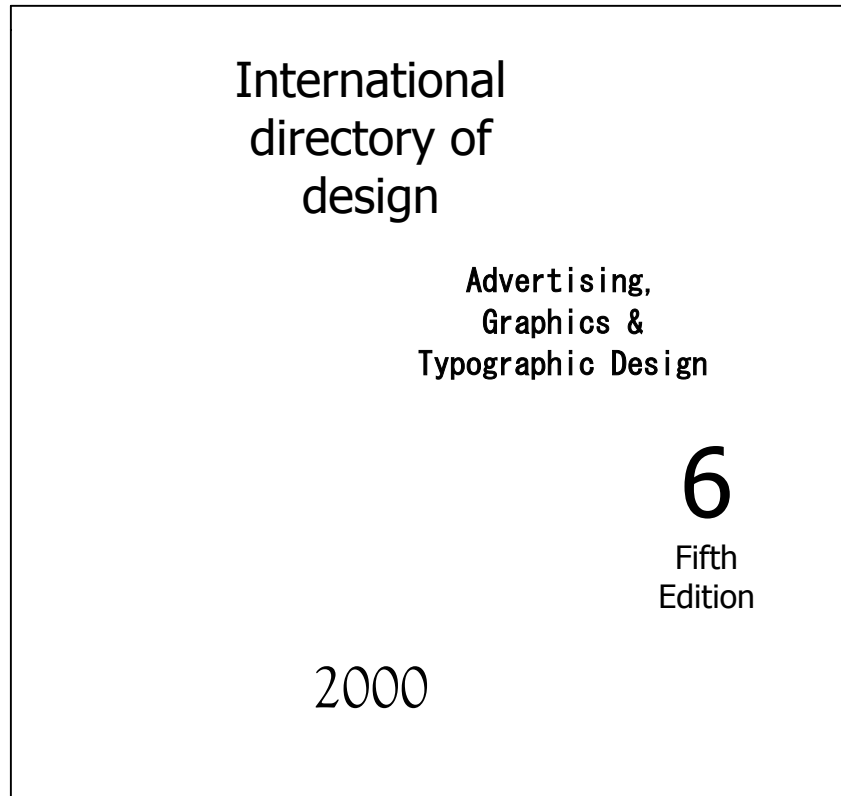 International
directory of
design
Advertising,
Graphics &
Typographic Design
6
Fifth
Edition
2000